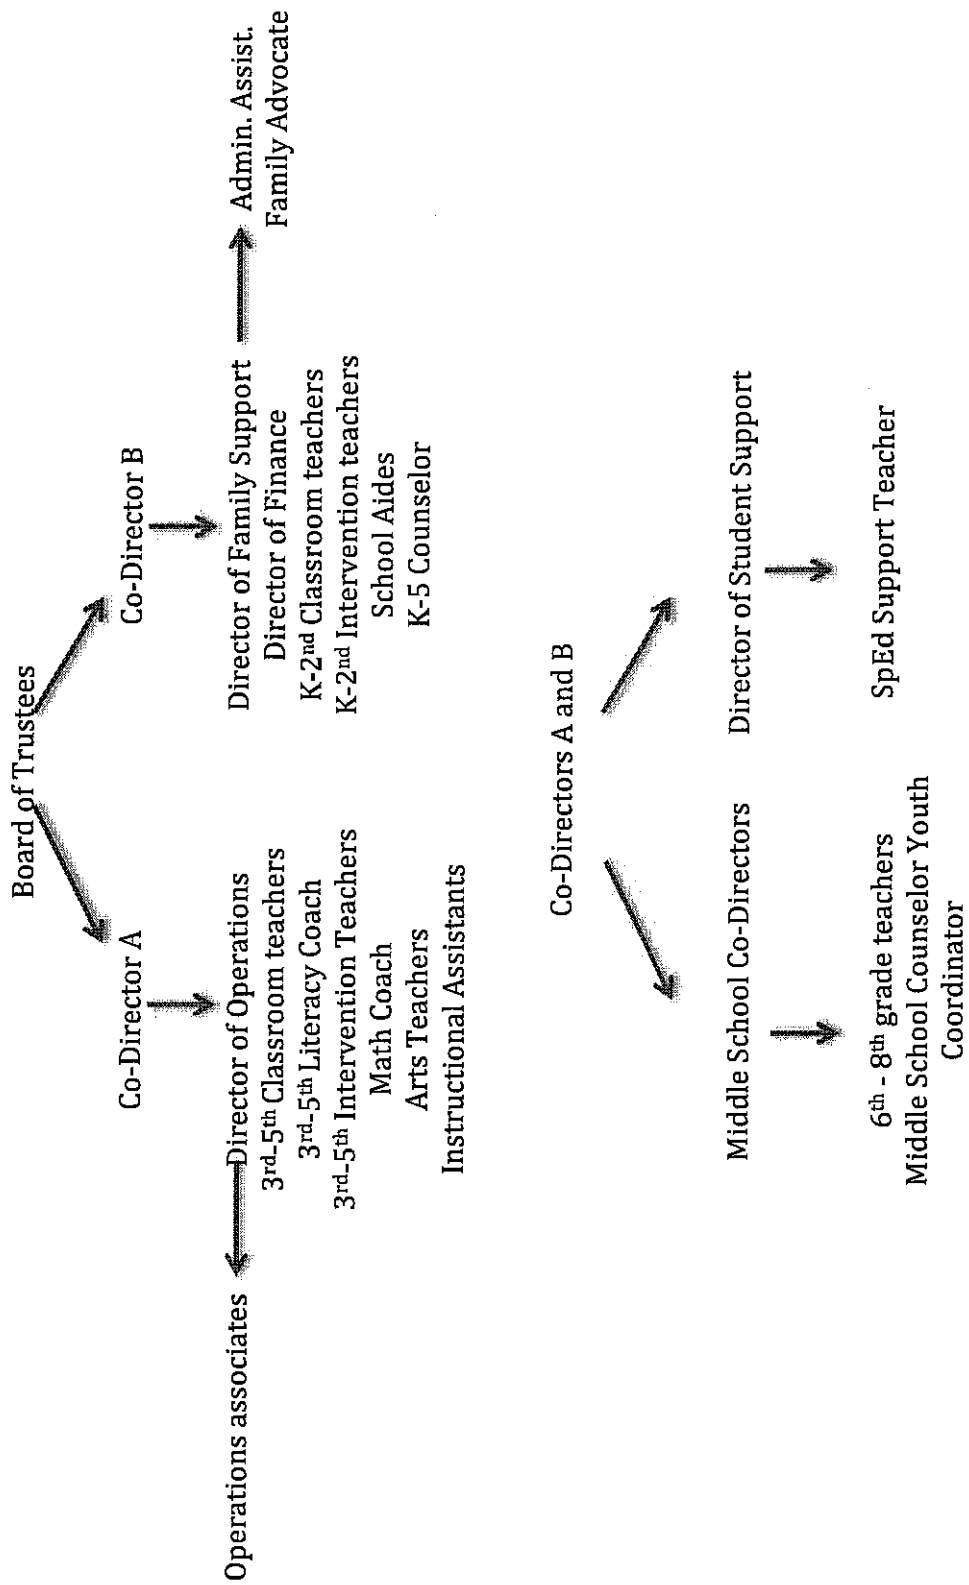 Board of Trustees
Co-Director A
Co-Director B
Operations associates
Director of Operations
3rd-5th Classroom teachers
3rd-5th Literacy Coach
3rd-5th Intervention Teachers
Math Coach
Arts Teachers
Instructional Assistants
Director of Family Support
Director of Finance
K-2nd Classroom teachers
K-2nd Intervention teachers
School Aides
K-5 Counselor
Admin. Assist.
Family Advocate
Co-Directors A and B
Middle School Co-Directors
Director of Student Support
6th - 8th grade teachers
Middle School Counselor Youth
Coordinator
SpEd Support Teacher